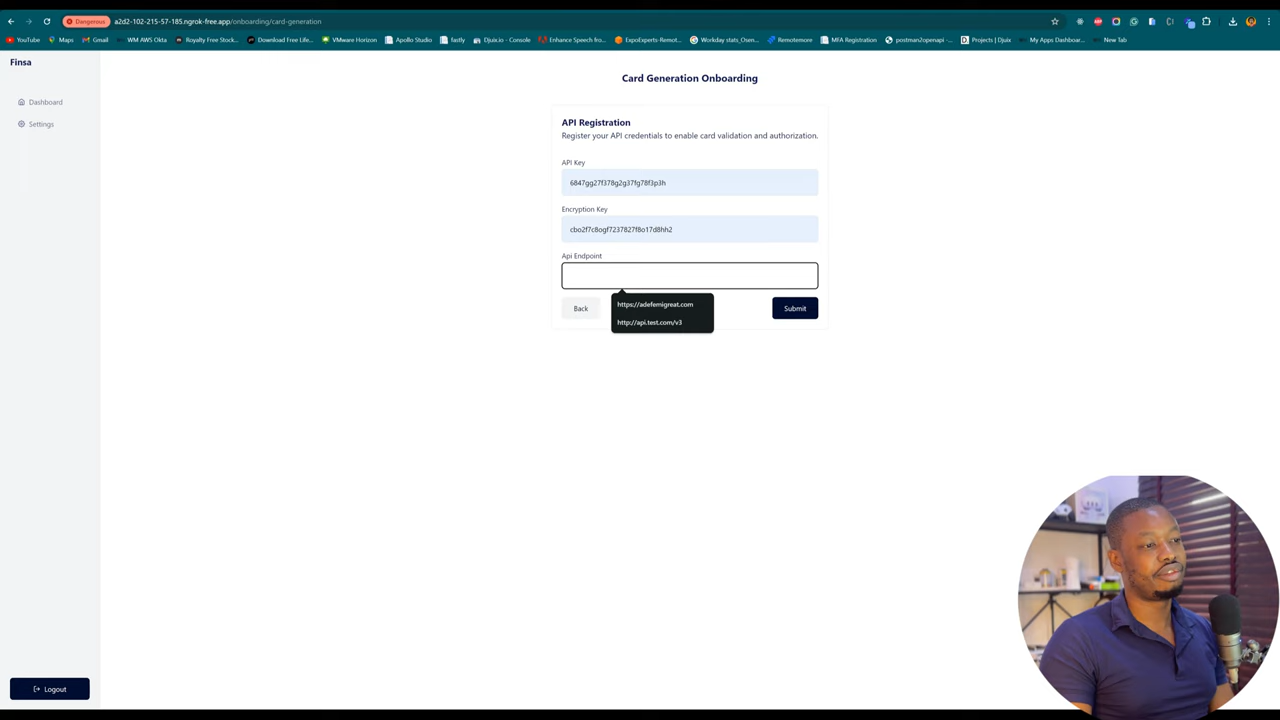 Dangerous
a2d2-102-215-57-185.ngrok-free.app/onboarding/card-generation
YouTube
Maps
Gmail
WM AWS Okta
Royalty Free Stock...
Download Free Life...
VMware Horizon
Apollo Studio
fastly
Djuix.io - Console
Enhance Speech fro...
ExpoExperts-Remot...
Workday stats_Osen...
Remotemore
MFA Registration
postman2openapi -...
Projects | Djuix
My Apps Dashboar...
New Tab
Finsa
Dashboard
Settings
Card Generation Onboarding
API Registration
Register your API credentials to enable card validation and authorization.
API Key
6847gg27f378g2g37fg78f3p3h
Encryption Key
cbo2f7c8ogf7237827f8o17d8hh2
Api Endpoint
https://adefemigreat.com
http://api.test.com/v3
Back
Submit
Logout